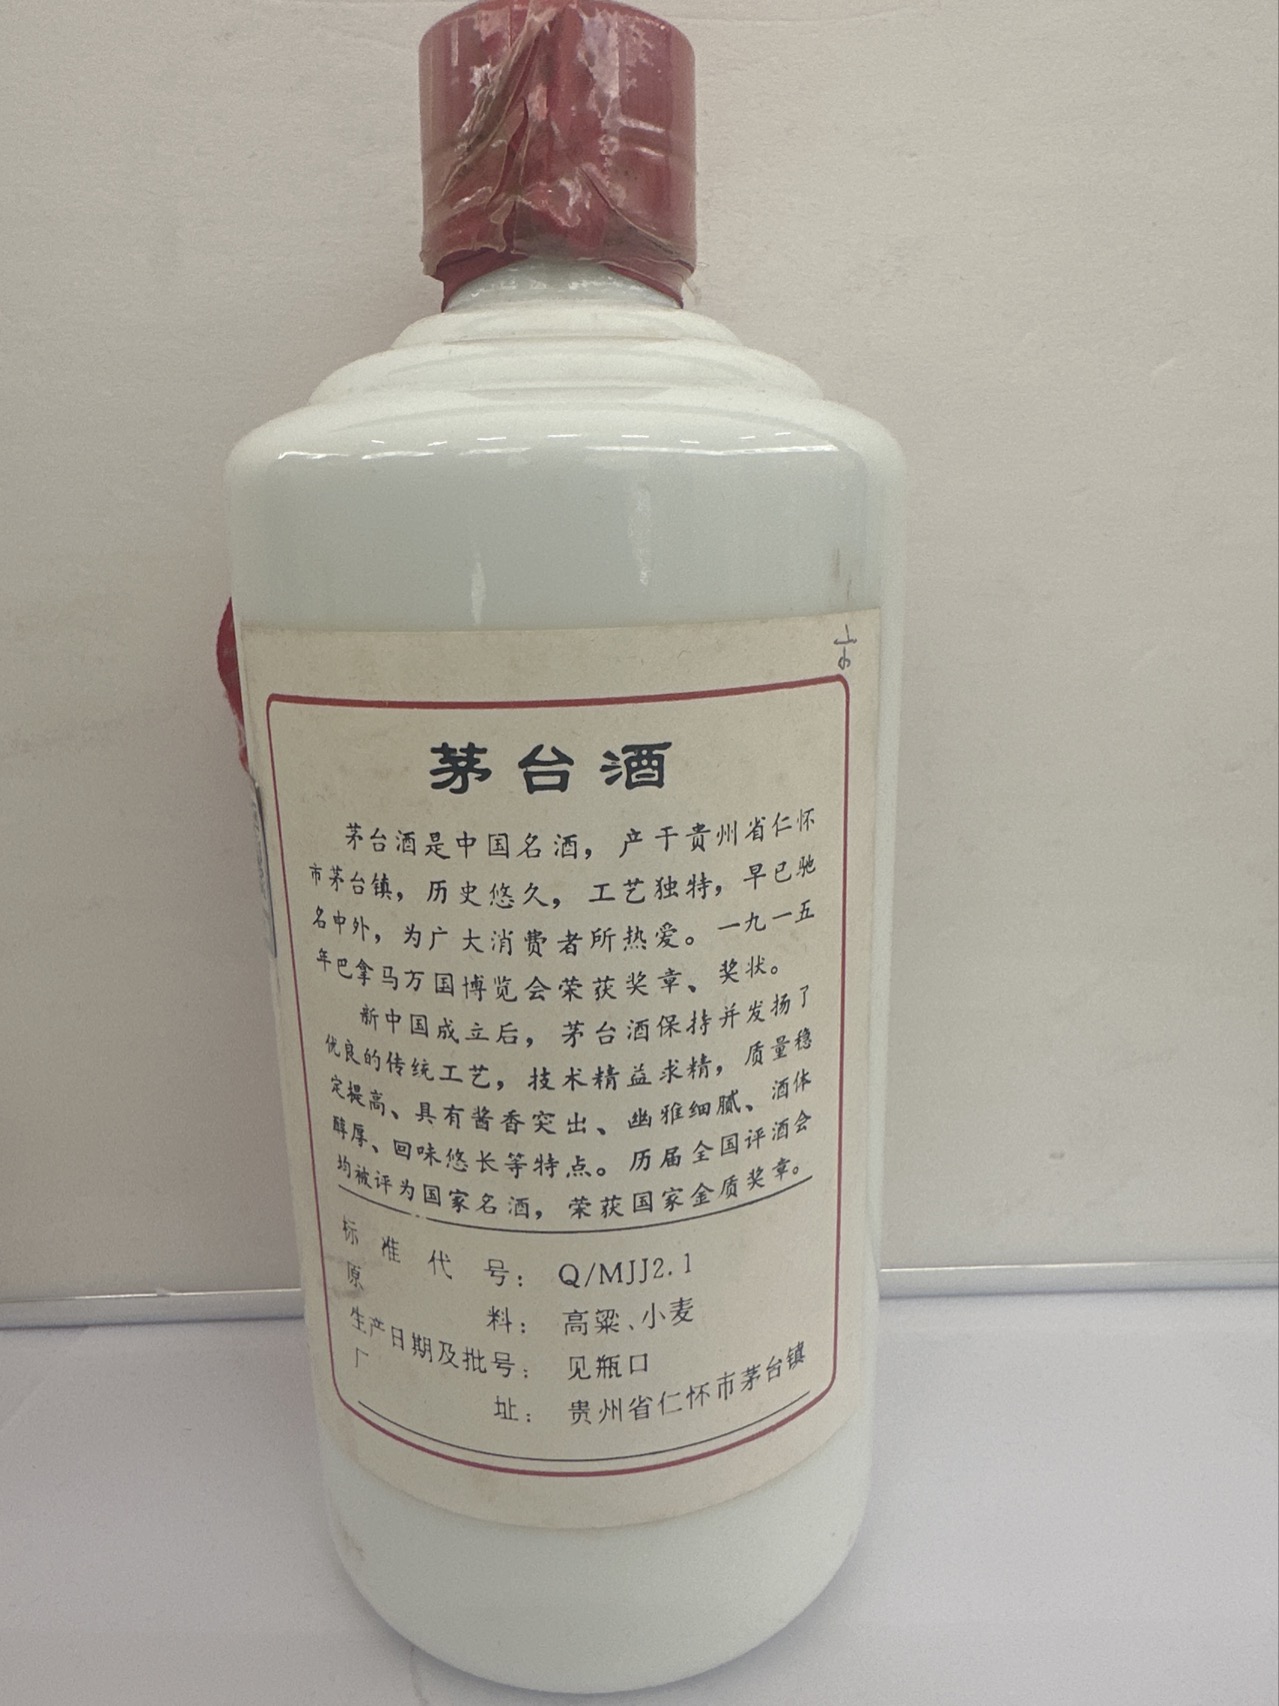 茅台酒
茅台酒是中国名酒，产于贵州省仁怀
市茅台镇，历史悠久，工艺独特，早已驰
名中外，为广大消费者所热爱。一九一五
年巴拿马万国博览会荣获奖章、奖状。
新中国成立后，茅台酒保持并发扬了
优良的传统工艺，技术精益求精，质量稳
定提高、具有酱香突出、幽雅细腻、酒体
醇厚、回味悠长等特点。历届全国评酒会
均被评为国家名酒，荣获国家金质奖章。
标准代号：Q/MJJ2.1
原料：高粱、小麦
生产日期及批号：见瓶口
厂址：贵州省仁怀市茅台镇